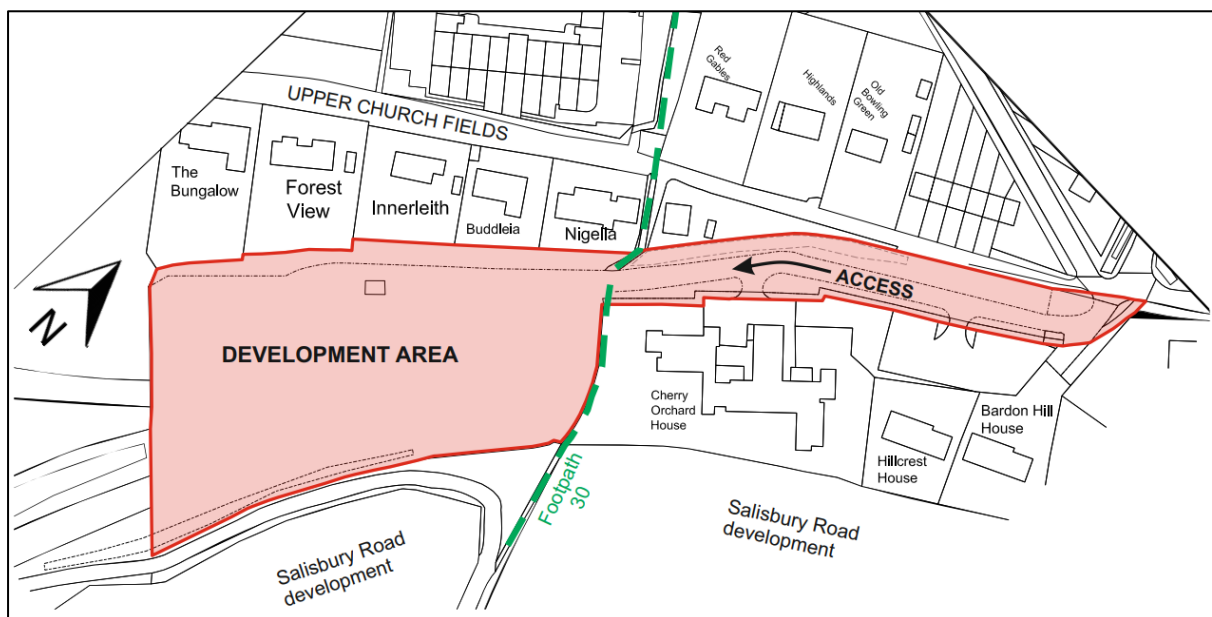 Red
Gables
Highlands
Old
Bowling
Green
UPPER CHURCH FIELDS
The
Bungalow
Forest
View
Innerleith
Buddleia
Nigella
N
ACCESS
DEVELOPMENT AREA
Cherry
Orchard
House
Bardon Hill
House
Hillcrest
House
Footpath
30
Salisbury Road
development
Salisbury Road
development